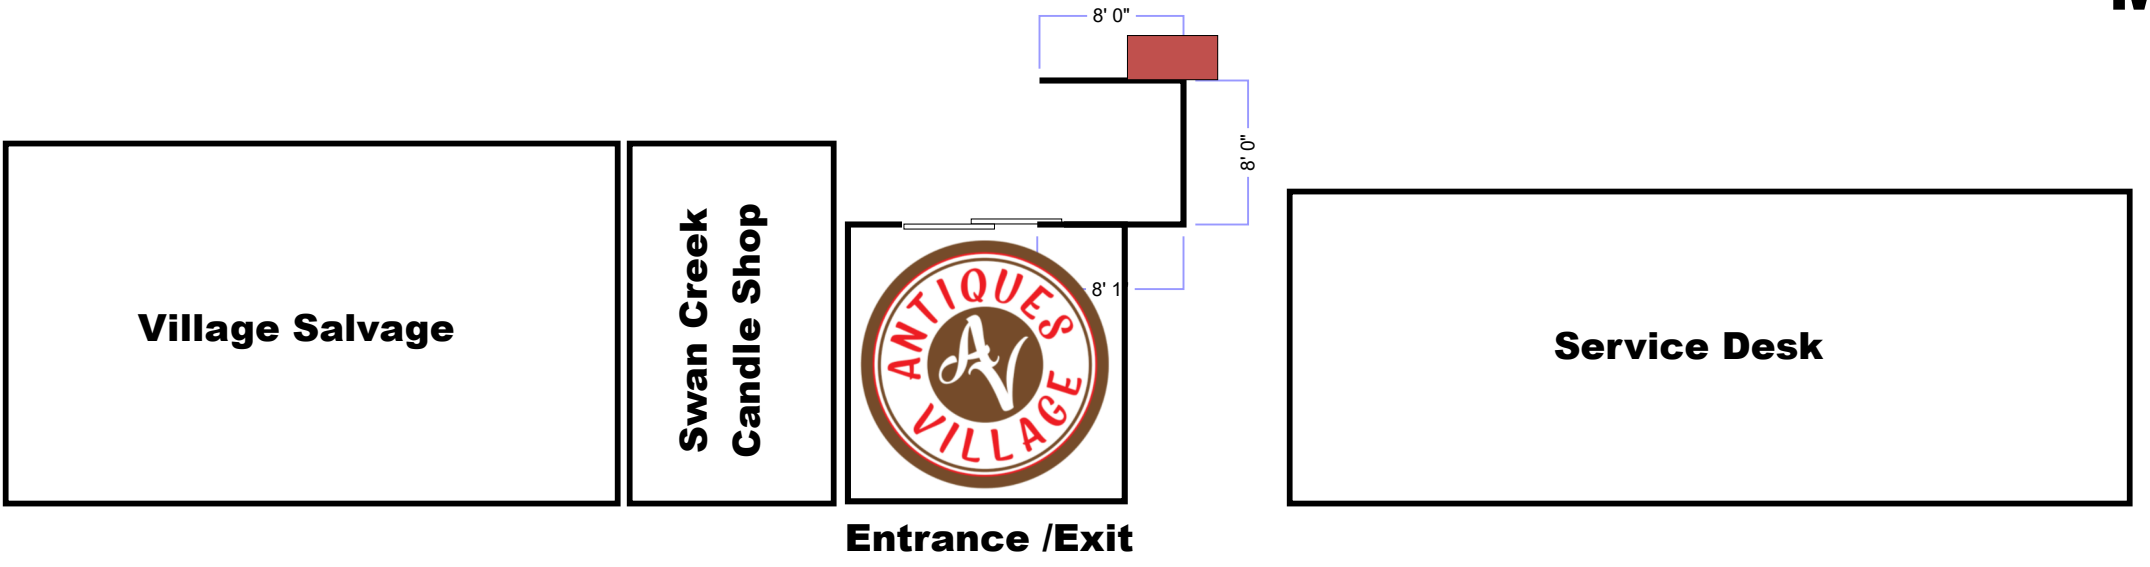 8' 0"
8' 0"
Village Salvage
Swan Creek
Candle Shop
ANTIQUES
AV
VILLAGE
8' 1"
Service Desk
Entrance /Exit